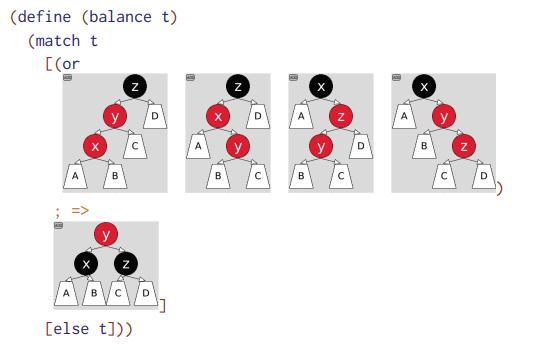 (define (balance t)
(match t
[(or
z z x x
y D x D A z A y
x C A y y D B z
A B B C B C C D )
; =>
y
x z
A B C D ]
[else t]))